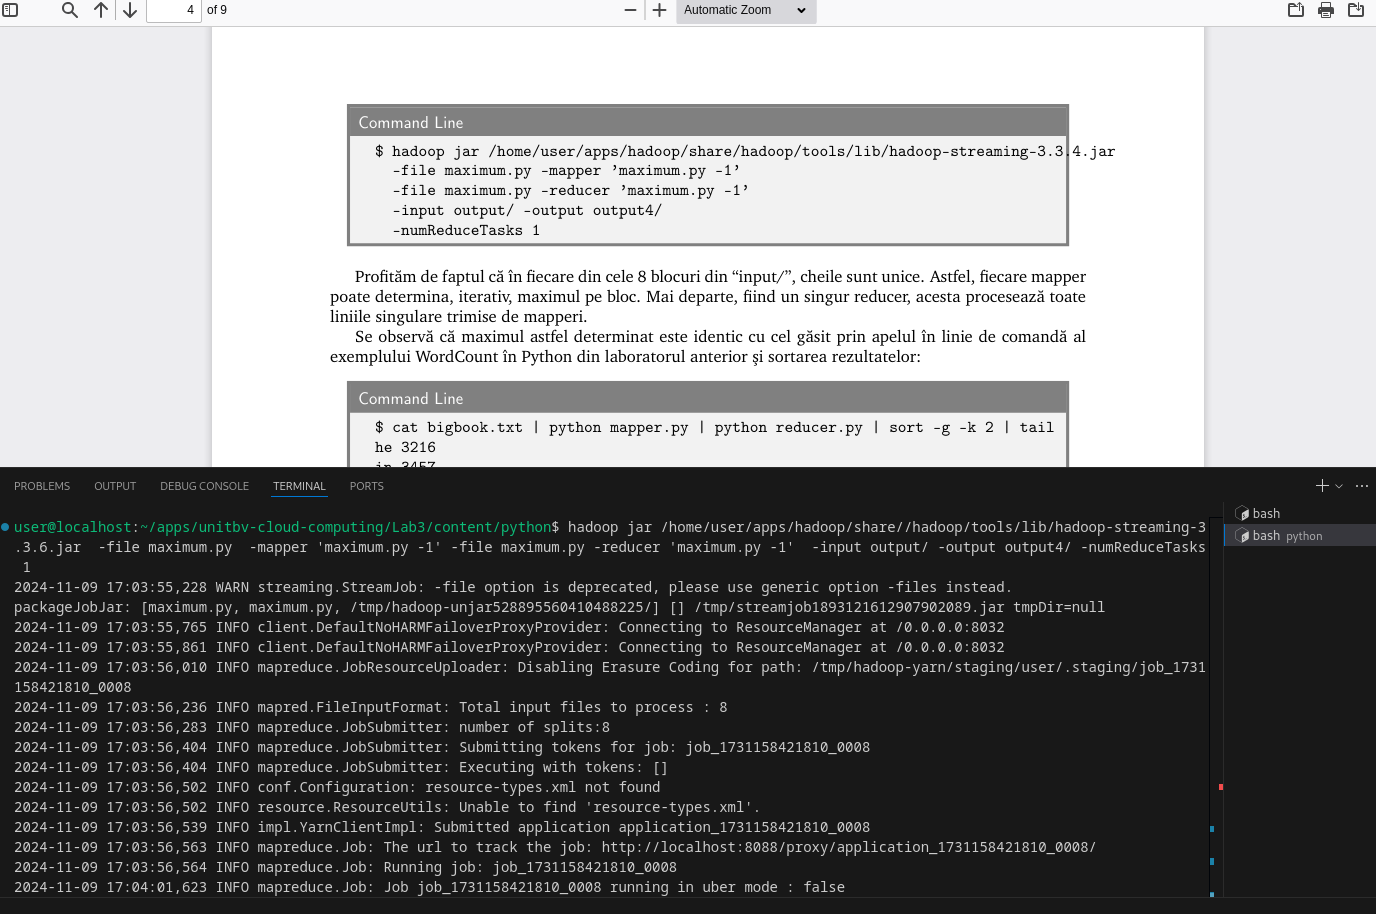 4 of 9 Automatic Zoom
Command Line
$ hadoop jar /home/user/apps/hadoop/share/hadoop/tools/lib/hadoop-streaming-3.3.4.jar
-file maximum.py -mapper ’maximum.py -1’
-file maximum.py -reducer ’maximum.py -1’
-input output/ -output output4/
-numReduceTasks 1
Profităm de faptul că în fiecare din cele 8 blocuri din “input/”, cheile sunt unice. Astfel, fiecare mapper
poate determina, iterativ, maximul pe bloc. Mai departe, fiind un singur reducer, acesta procesează toate
liniile singulare trimise de mapperi.
Se observă că maximul astfel determinat este identic cu cel găsit prin apelul în linie de comandă al
exemplului WordCount în Python din laboratorul anterior şi sortarea rezultatelor:
Command Line
$ cat bigbook.txt | python mapper.py | python reducer.py | sort -g -k 2 | tail
he 3216
in 3457
PROBLEMS OUTPUT DEBUG CONSOLE TERMINAL PORTS
bash
bash python
user@localhost:~/apps/unitbv-cloud-computing/Lab3/content/python$ hadoop jar /home/user/apps/hadoop/share//hadoop/tools/lib/hadoop-streaming-3
.3.6.jar  -file maximum.py  -mapper 'maximum.py -1' -file maximum.py -reducer 'maximum.py -1'  -input output/ -output output4/ -numReduceTasks
1
2024-11-09 17:03:55,228 WARN streaming.StreamJob: -file option is deprecated, please use generic option -files instead.
packageJobJar: [maximum.py, maximum.py, /tmp/hadoop-unjar528895560410488225/] [] /tmp/streamjob1893121612907902089.jar tmpDir=null
2024-11-09 17:03:55,765 INFO client.DefaultNoHARMFailoverProxyProvider: Connecting to ResourceManager at /0.0.0.0:8032
2024-11-09 17:03:55,861 INFO client.DefaultNoHARMFailoverProxyProvider: Connecting to ResourceManager at /0.0.0.0:8032
2024-11-09 17:03:56,010 INFO mapreduce.JobResourceUploader: Disabling Erasure Coding for path: /tmp/hadoop-yarn/staging/user/.staging/job_1731
158421810_0008
2024-11-09 17:03:56,236 INFO mapred.FileInputFormat: Total input files to process : 8
2024-11-09 17:03:56,283 INFO mapreduce.JobSubmitter: number of splits:8
2024-11-09 17:03:56,404 INFO mapreduce.JobSubmitter: Submitting tokens for job: job_1731158421810_0008
2024-11-09 17:03:56,404 INFO mapreduce.JobSubmitter: Executing with tokens: []
2024-11-09 17:03:56,502 INFO conf.Configuration: resource-types.xml not found
2024-11-09 17:03:56,502 INFO resource.ResourceUtils: Unable to find 'resource-types.xml'.
2024-11-09 17:03:56,539 INFO impl.YarnClientImpl: Submitted application application_1731158421810_0008
2024-11-09 17:03:56,563 INFO mapreduce.Job: The url to track the job: http://localhost:8088/proxy/application_1731158421810_0008/
2024-11-09 17:03:56,564 INFO mapreduce.Job: Running job: job_1731158421810_0008
2024-11-09 17:04:01,623 INFO mapreduce.Job: Job job_1731158421810_0008 running in uber mode : false